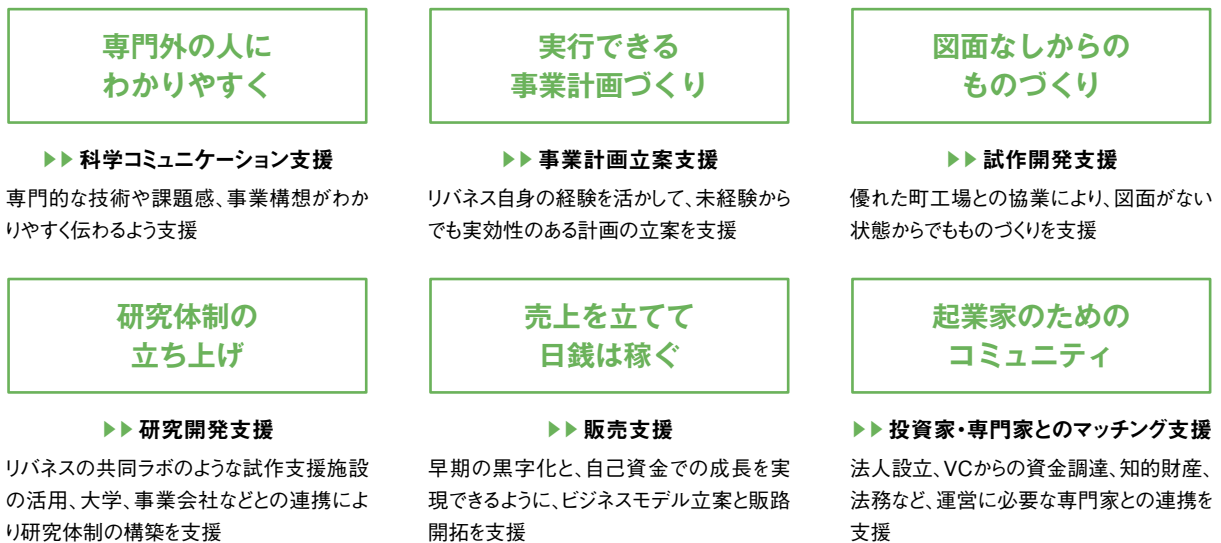 専門外の人に
わかりやすく
▶▶科学コミュニケーション支援
専門的な技術や課題感、事業構想がわか
りやすく伝わるよう支援
実行できる
事業計画づくり
▶▶事業計画立案支援
リバネス自身の経験を活かして、未経験から
でも実効性のある計画の立案を支援
図面なしからの
ものづくり
▶▶試作開発支援
優れた町工場との協業により、図面がない
状態からでもものづくりを支援
研究体制の
立ち上げ
▶▶研究開発支援
リバネスの共同ラボのような試作支援施設
の活用、大学、事業会社などとの連携によ
り研究体制の構築を支援
売上を立てて
日銭は稼ぐ
▶▶販売支援
早期の黒字化と、自己資金での成長を実
現できるように、ビジネスモデル立案と販路
開拓を支援
起業家のための
コミュニティ
▶▶投資家・専門家とのマッチング支援
法人設立、VCからの資金調達、知的財産、
法務など、運営に必要な専門家との連携を
支援